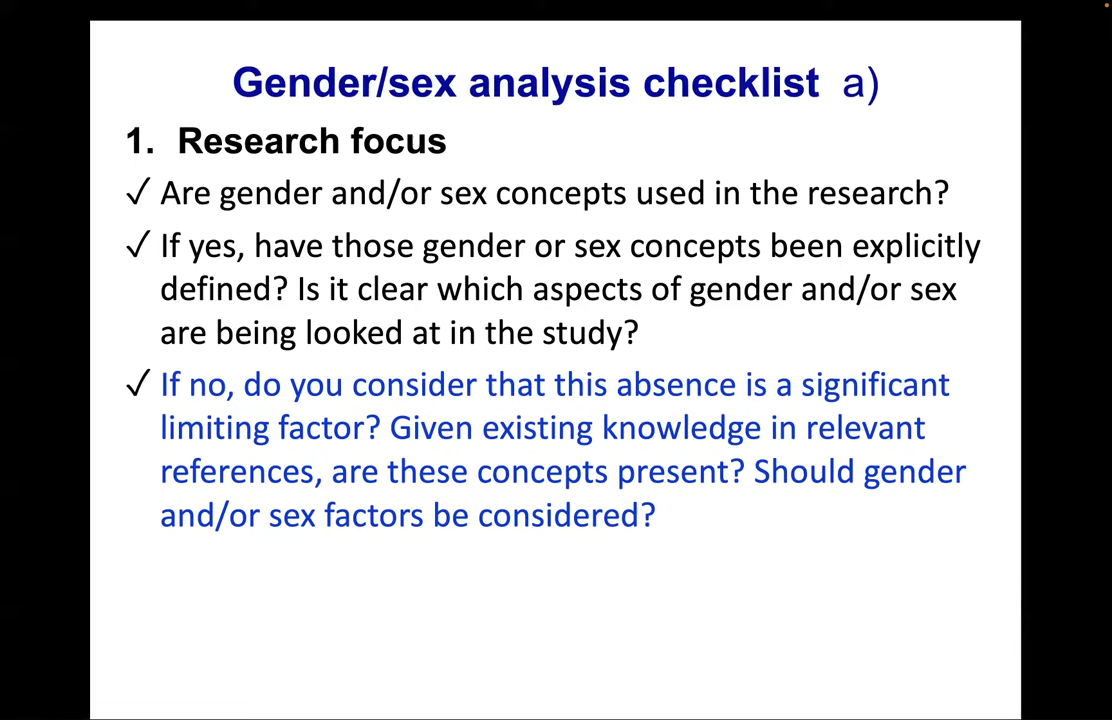 Gender/sex analysis checklist a)
1. Research focus
✓ Are gender and/or sex concepts used in the research?
✓ If yes, have those gender or sex concepts been explicitly
defined? Is it clear which aspects of gender and/or sex
are being looked at in the study?
✓ If no, do you consider that this absence is a significant
limiting factor? Given existing knowledge in relevant
references, are these concepts present? Should gender
and/or sex factors be considered?